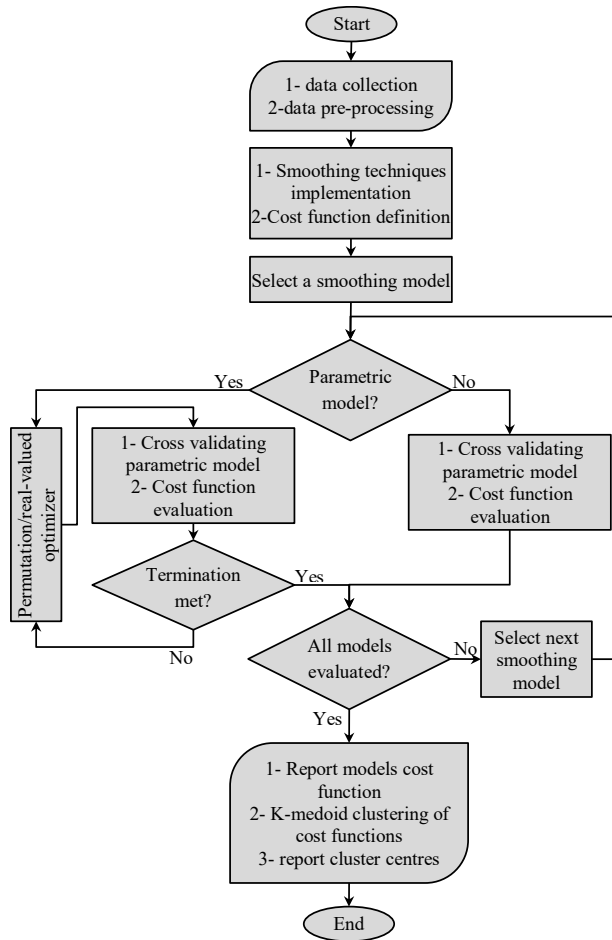 Start
1- data collection
2-data pre-processing
1- Smoothing techniques
implementation
2-Cost function definition
Select a smoothing model
Parametric
model?
Yes
No
Permutation/real-valued
optimizer
1- Cross validating
parametric model
2- Cost function
evaluation
1- Cross validating
parametric model
2- Cost function
evaluation
Termination
met?
Yes
No
All models
evaluated?
No
Select next
smoothing
model
Yes
1- Report models cost
function
2- K-medoid clustering of
cost functions
3- report cluster centres
End